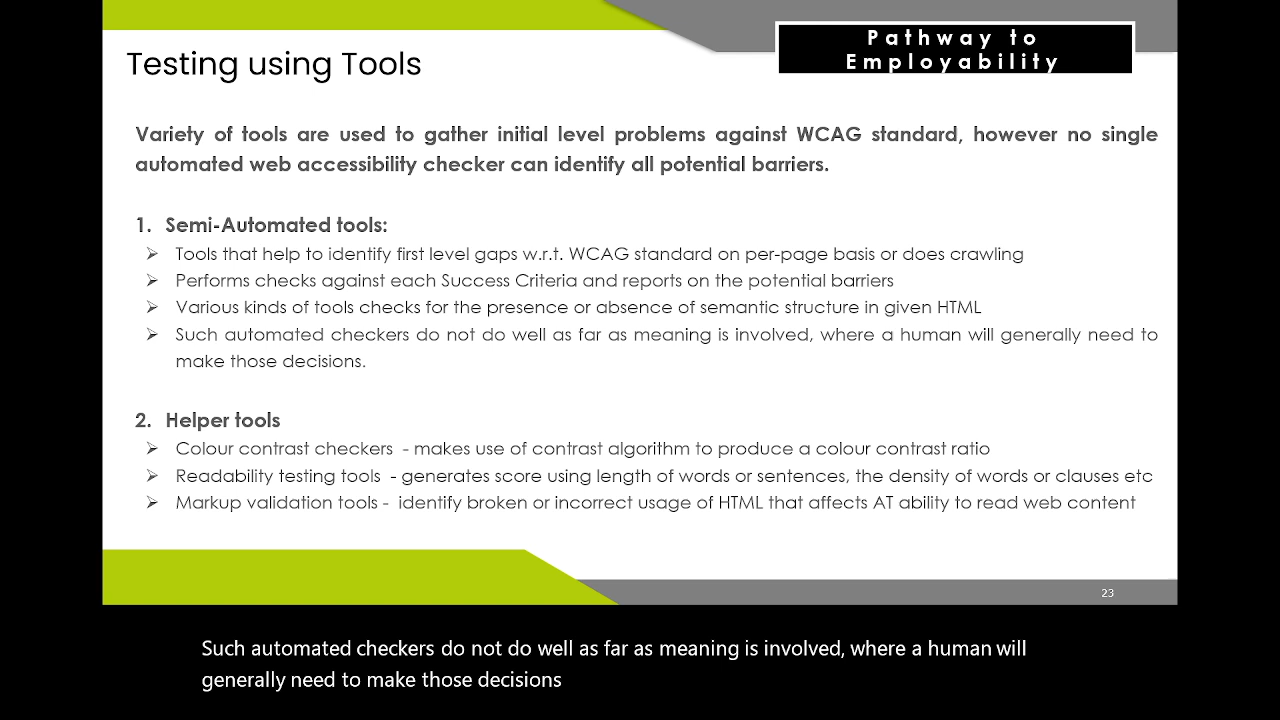 Pathway to
Employability
Testing using Tools
Variety of tools are used to gather initial level problems against WCAG standard, however no single
automated web accessibility checker can identify all potential barriers.
1. Semi-Automated tools:
➢ Tools that help to identify first level gaps w.r.t. WCAG standard on per-page basis or does crawling
➢ Performs checks against each Success Criteria and reports on the potential barriers
➢ Various kinds of tools checks for the presence or absence of semantic structure in given HTML
➢ Such automated checkers do not do well as far as meaning is involved, where a human will generally need to
make those decisions.
2. Helper tools
➢ Colour contrast checkers - makes use of contrast algorithm to produce a colour contrast ratio
➢ Readability testing tools - generates score using length of words or sentences, the density of words or clauses etc
➢ Markup validation tools - identify broken or incorrect usage of HTML that affects AT ability to read web content
23
Such automated checkers do not do well as far as meaning is involved, where a human will
generally need to make those decisions